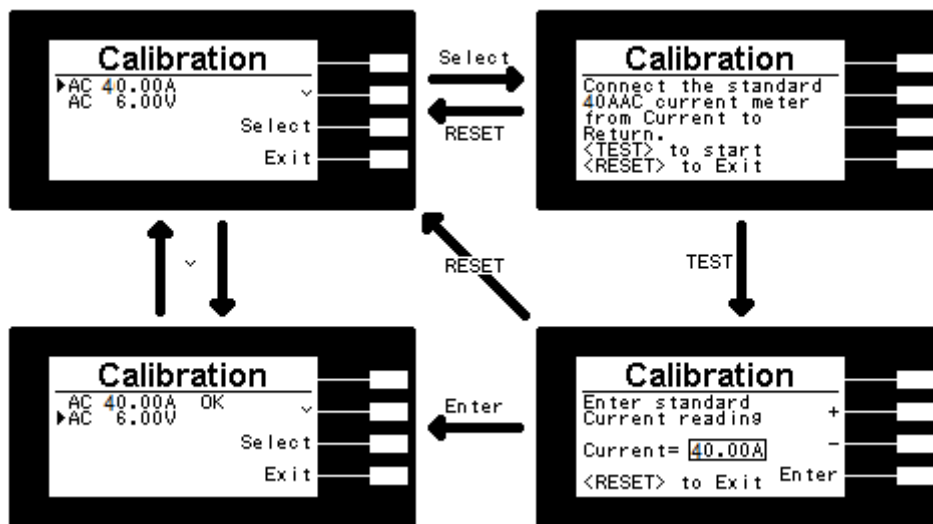 Calibration
▶AC 40.00A
AC 6.00V
Select
Exit
Select
RESET
Calibration
Connect the standard
40AAC current meter
from Current to
Return.
<TEST> to start
<RESET> to Exit
RESET
TEST
Calibration
AC 40.00A OK
▶AC 6.00V
Select
Exit
Enter
Calibration
Enter standard
Current reading
+
Current= 40.00A
-
<RESET> to Exit
Enter